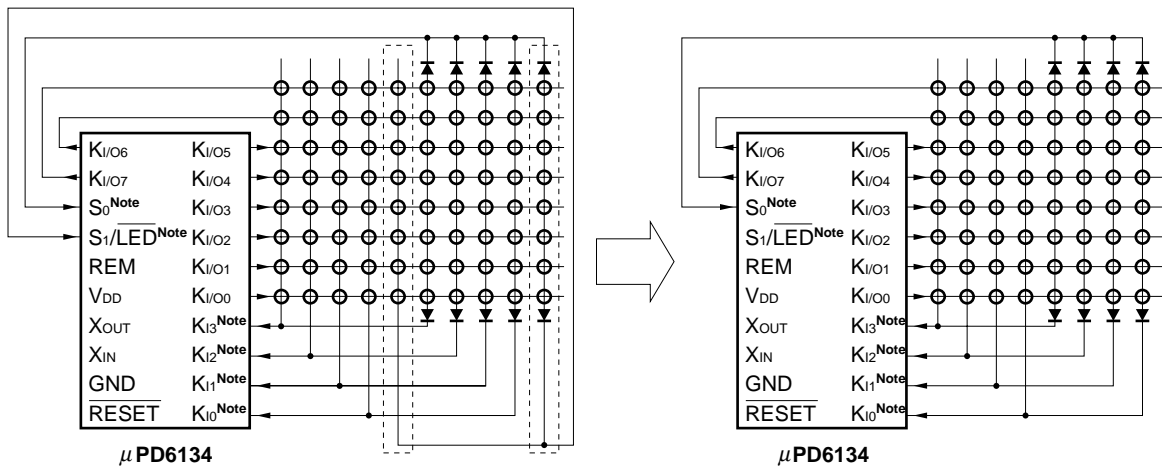 KI/O6 KI/O5
KI/O7 KI/O4
S0Note KI/O3
S1/LEDNote KI/O2
REM KI/O1
VDD KI/O0
XOUT KI3Note
XIN KI2Note
GND KI1Note
RESET KI0Note
μPD6134
KI/O6 KI/O5
KI/O7 KI/O4
S0Note KI/O3
S1/LEDNote KI/O2
REM KI/O1
VDD KI/O0
XOUT KI3Note
XIN KI2Note
GND KI1Note
RESET KI0Note
μPD6134